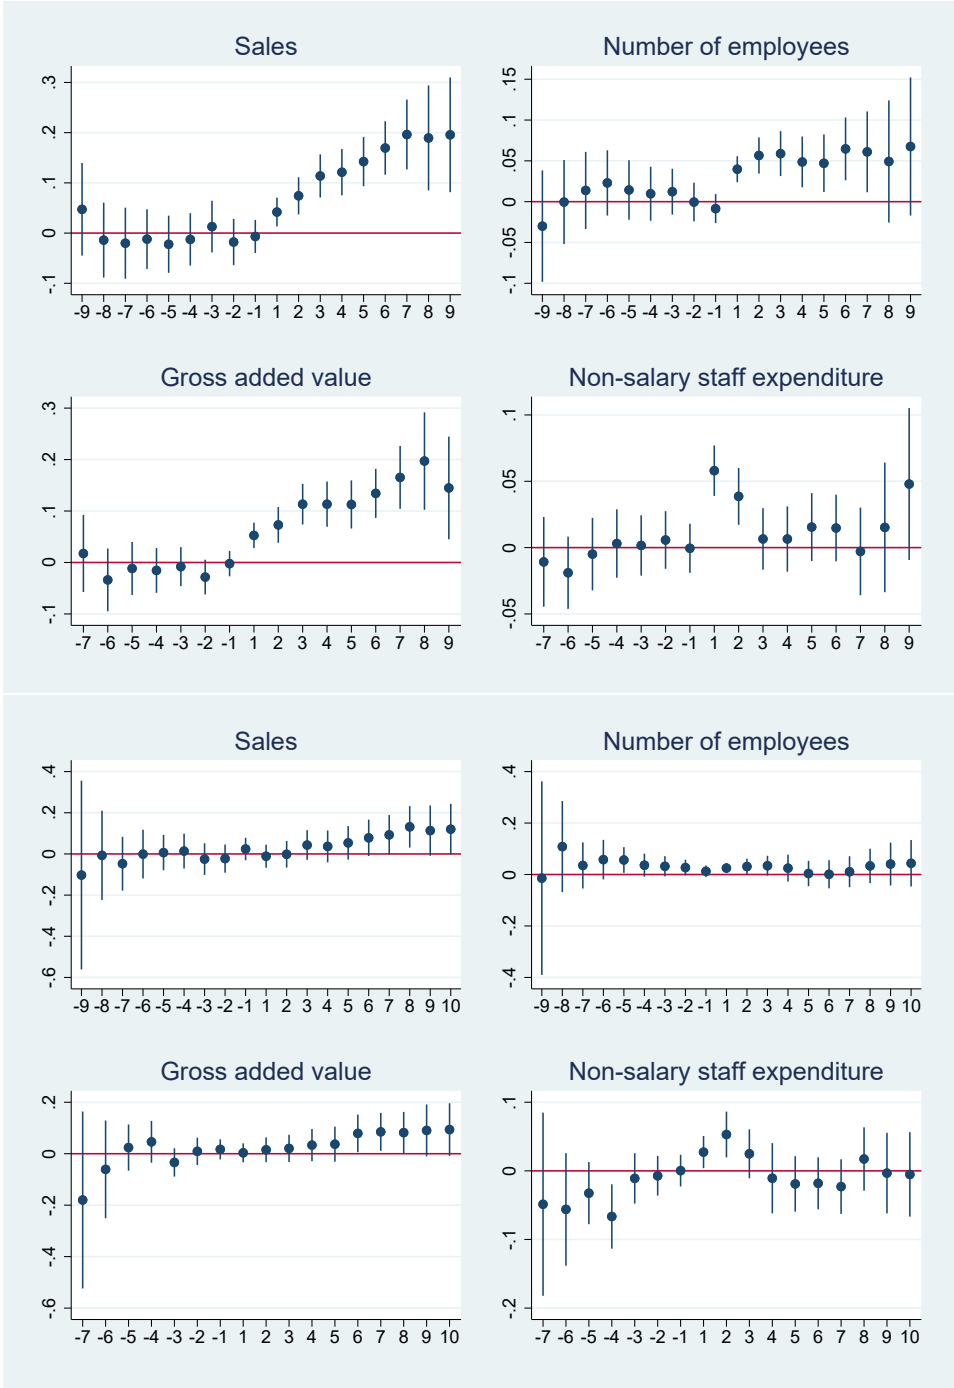 Sales
Number of employees
.3
.2
.1
0
-.1
-9 -8 -7 -6 -5 -4 -3 -2 -1 1 2 3 4 5 6 7 8 9
.15
.1
.05
0
-.05
-.1
-9 -8 -7 -6 -5 -4 -3 -2 -1 1 2 3 4 5 6 7 8 9
Gross added value
Non-salary staff expenditure
.3
.2
.1
0
-.1
-7 -6 -5 -4 -3 -2 -1 1 2 3 4 5 6 7 8 9
.1
.05
0
-.05
-7 -6 -5 -4 -3 -2 -1 1 2 3 4 5 6 7 8 9
Sales
Number of employees
.4
.2
0
-.2
-.4
-.6
-9 -8 -7 -6 -5 -4 -3 -2 -1 1 2 3 4 5 6 7 8 9 10
.4
.2
0
-.2
-.4
-9 -8 -7 -6 -5 -4 -3 -2 -1 1 2 3 4 5 6 7 8 9 10
Gross added value
Non-salary staff expenditure
.2
0
-.2
-.4
-.6
-7 -6 -5 -4 -3 -2 -1 1 2 3 4 5 6 7 8 9 10
.1
0
-.1
-.2
-7 -6 -5 -4 -3 -2 -1 1 2 3 4 5 6 7 8 9 10